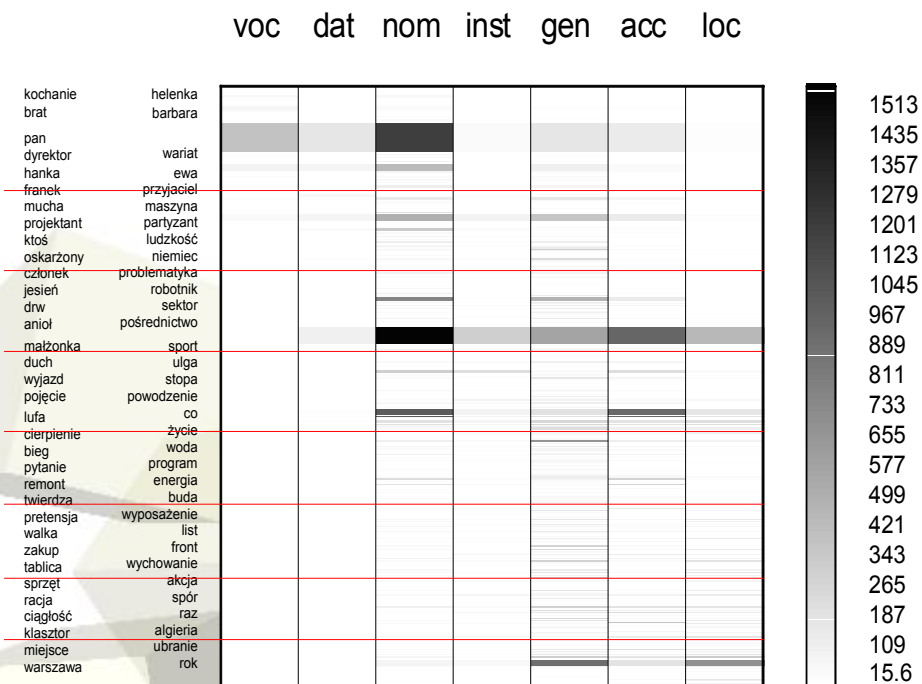 voc dat nom inst gen acc loc
kochanie helenka
brat barbara
pan
dyrektor wariat
hanka ewa
franek przyjaciel
mucha maszyna
projektant partyzant
ktoś ludzkość
oskarżony niemiec
członek problematyka
jesień robotnik
drw sektor
anioł pośrednictwo
małżonka sport
duch ulga
wyjazd stopa
pojęcie powodzenie
lufa co
cierpienie życie
bieg woda
pytanie program
remont energia
twierdza buda
pretensja wyposażenie
walka list
zakup front
tablica wychowanie
sprzęt akcja
racja spór
ciągłość raz
klasztor algieria
miejsce ubranie
warszawa rok
1513
1435
1357
1279
1201
1123
1045
967
889
811
733
655
577
499
421
343
265
187
109
15.6